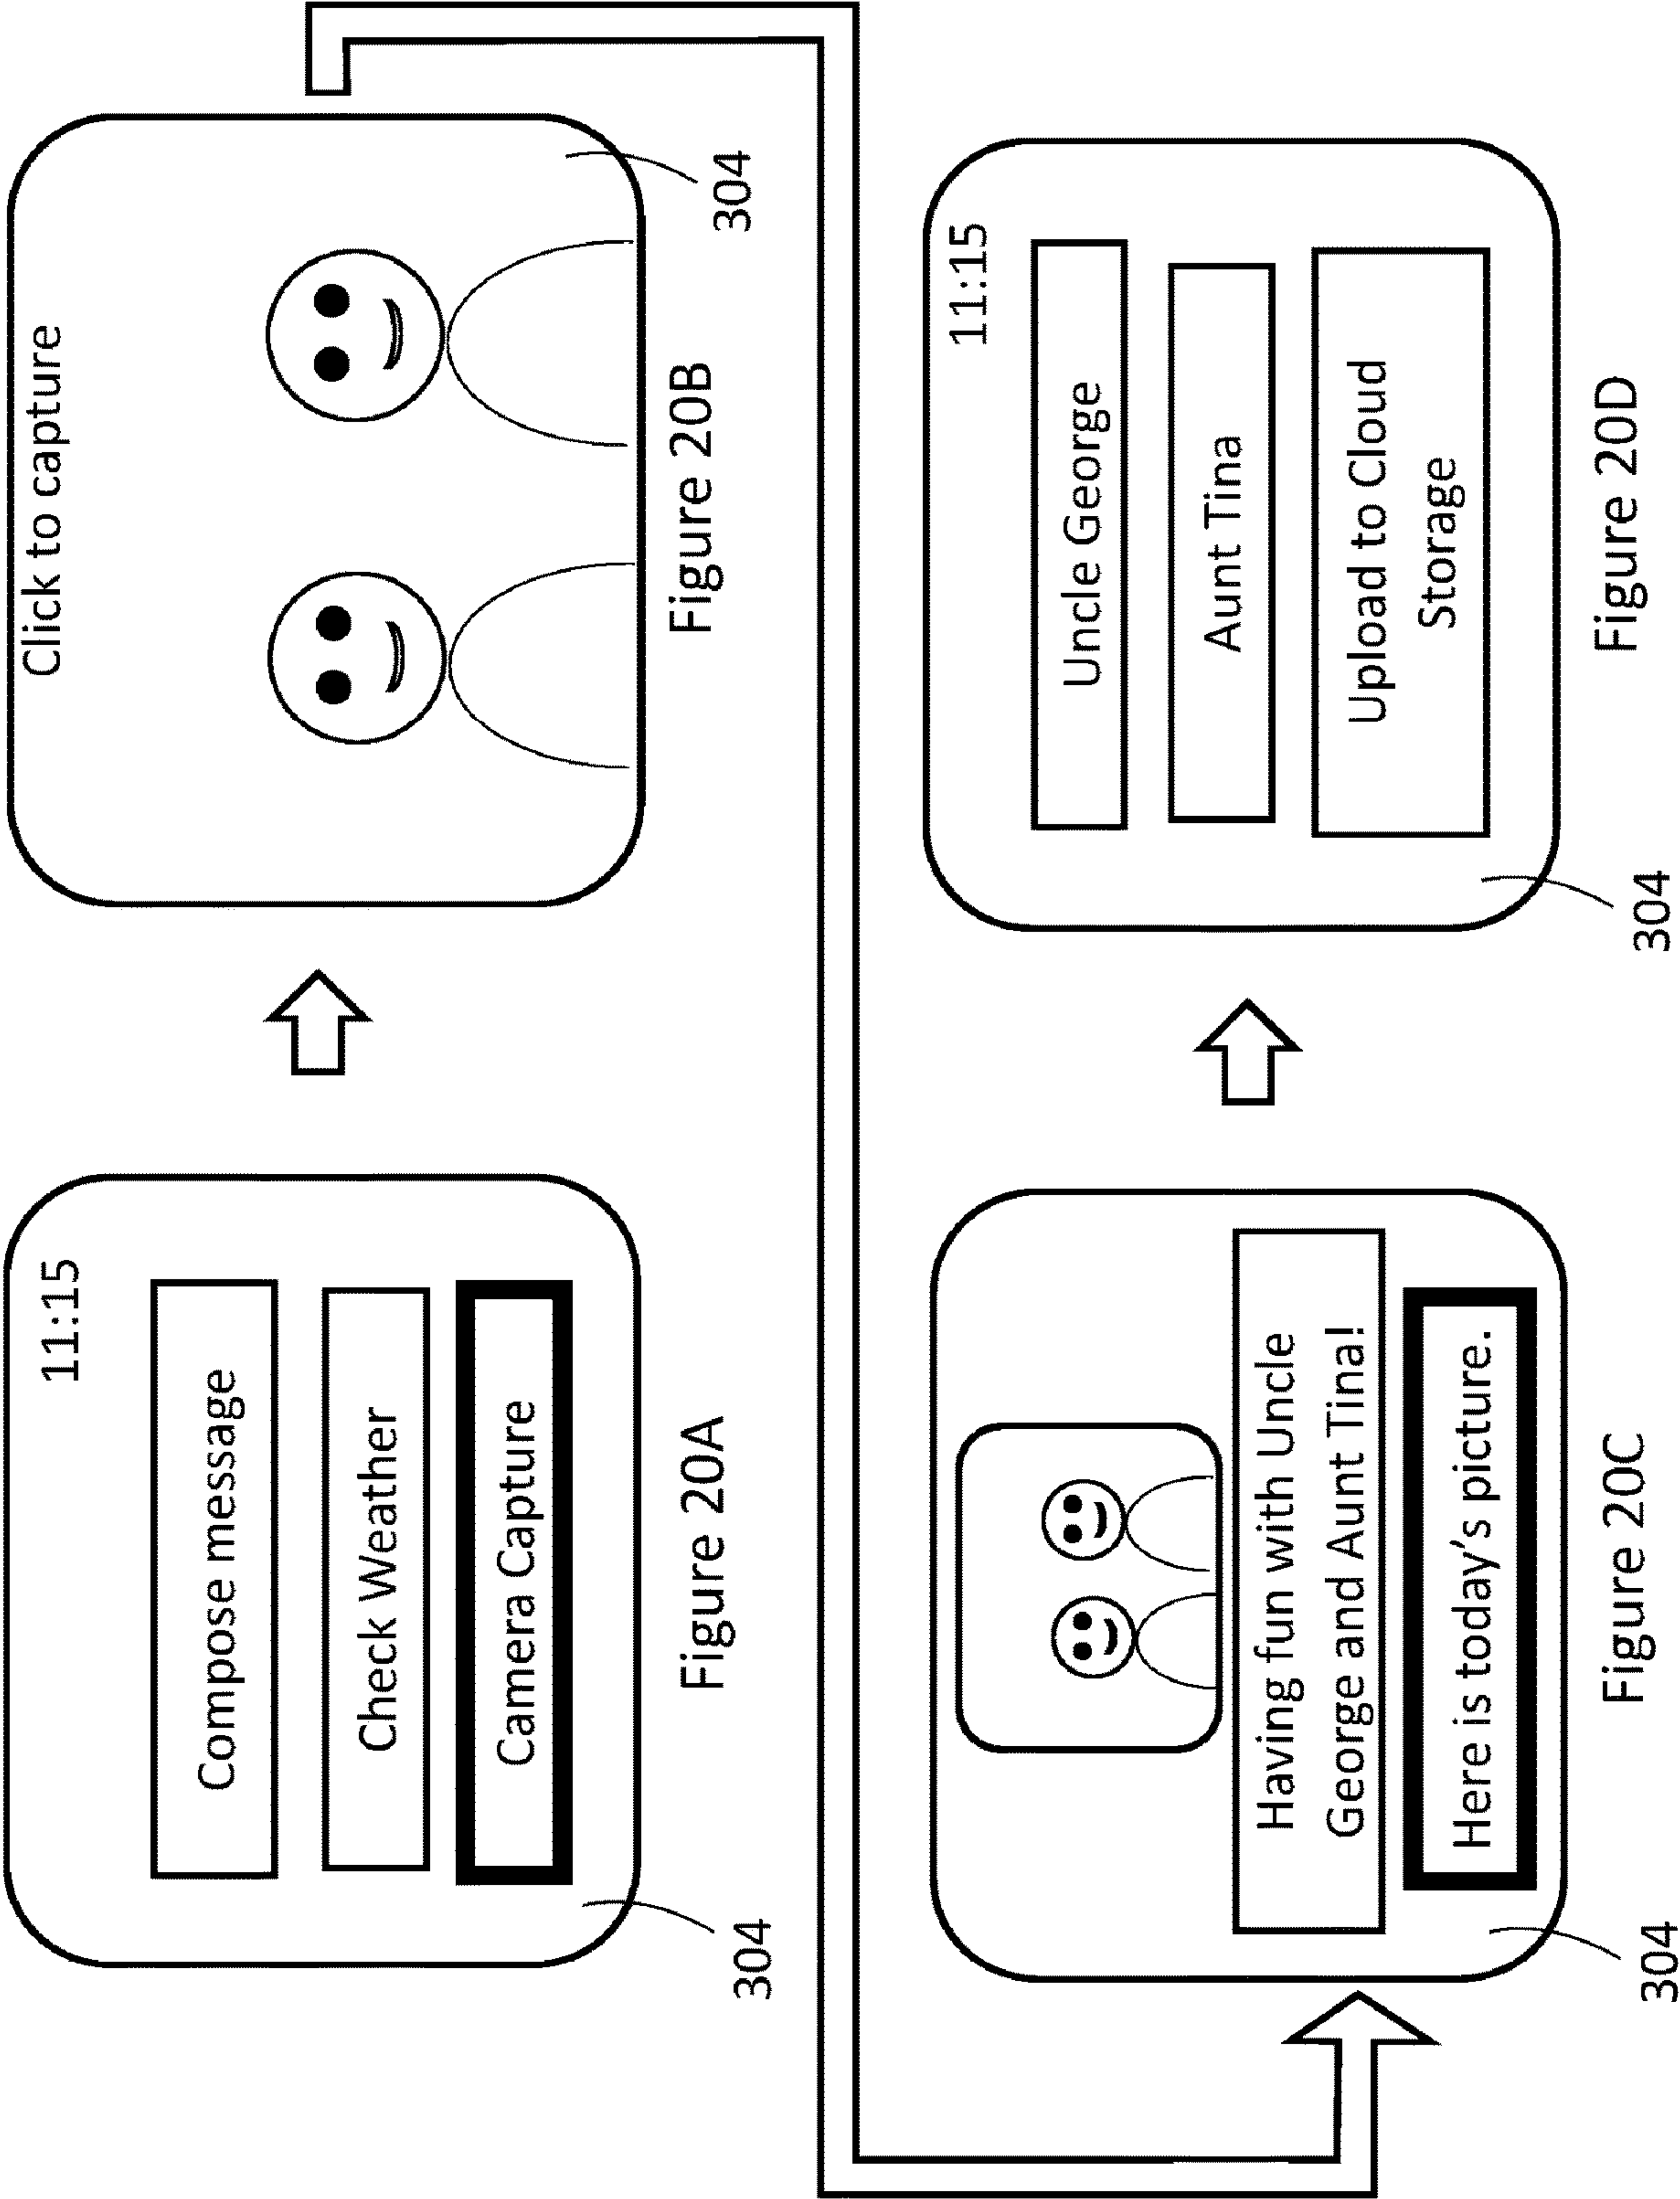 11:15
Compose message
Check Weather
Camera Capture
304
Figure 20A
Click to capture
304
Figure 20B
Having fun with Uncle
George and Aunt Tina!
Here is today's picture.
304
Figure 20C
11:15
Uncle George
Aunt Tina
Upload to Cloud
Storage
304
Figure 20D